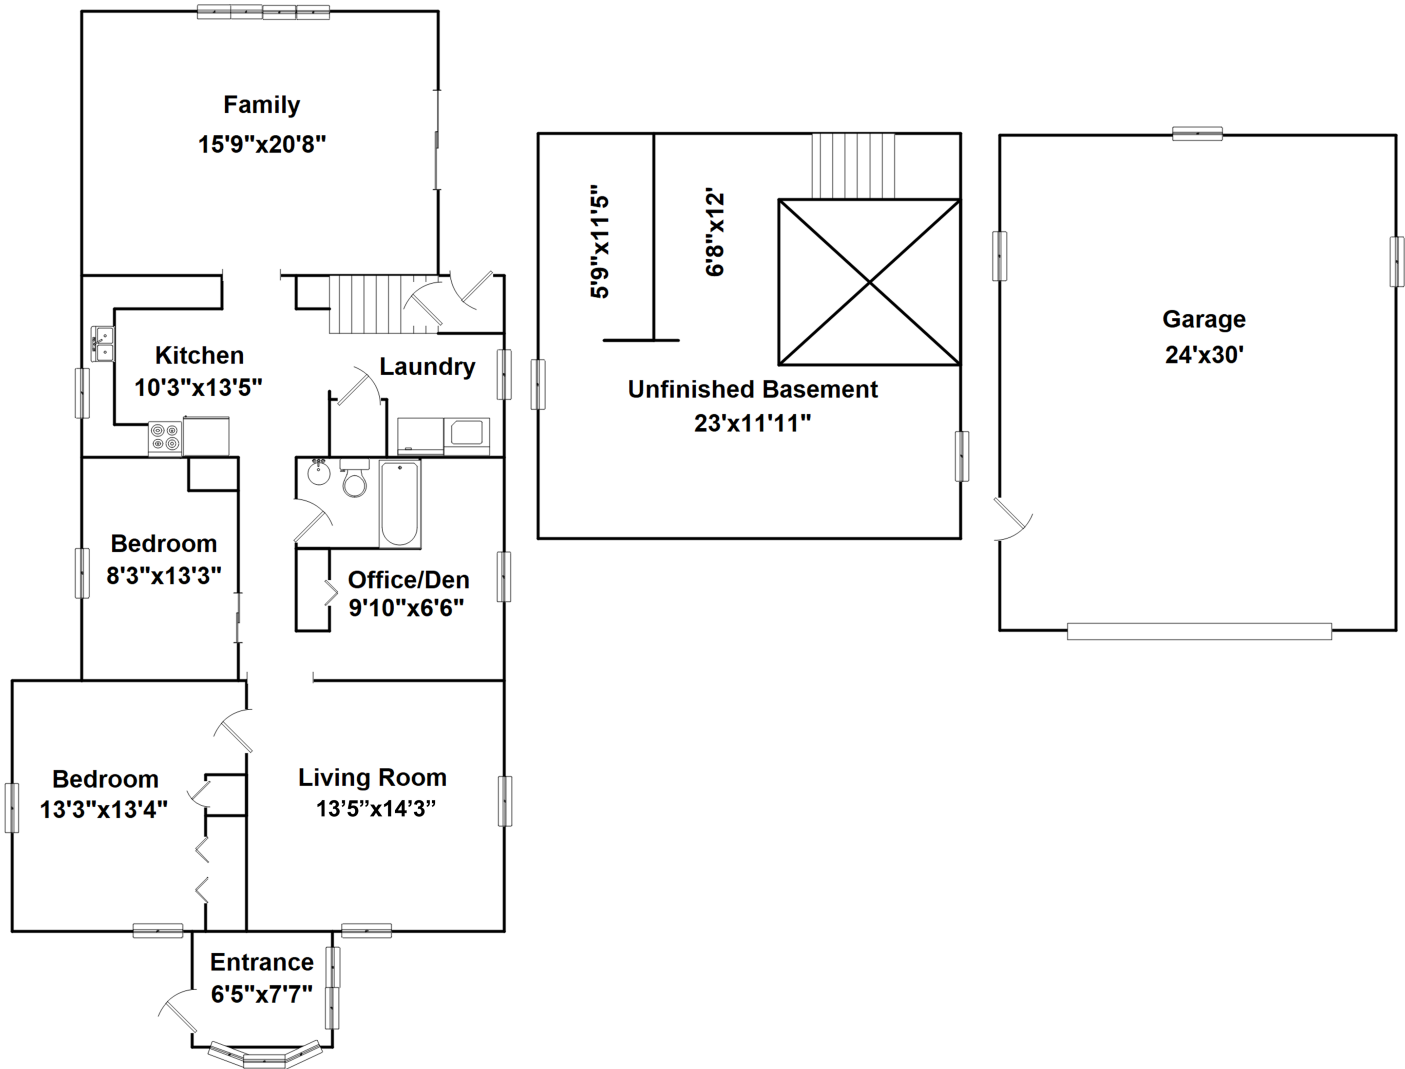 Family
15'9"x20'8"
Kitchen
10'3"x13'5"
Laundry
Bedroom
8'3"x13'3"
Office/Den
9'10"x6'6"
Bedroom
13'3"x13'4"
Living Room
13’5”x14’3”
Entrance
6'5"x7'7"
5'9"x11'5"
6'8"x12'
Unfinished Basement
23'x11'11"
Garage
24'x30'